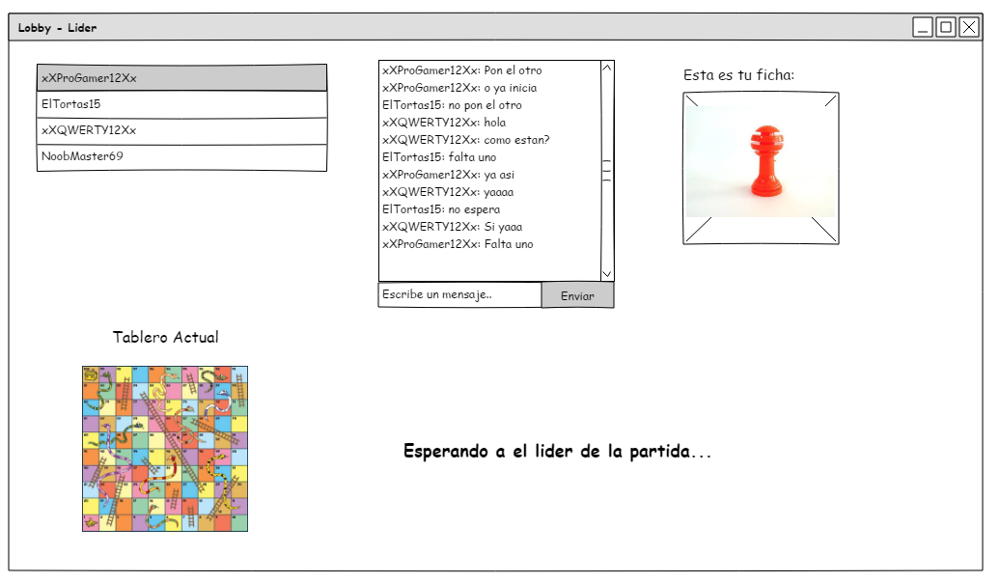 Lobby - Lider
xXProGamer12Xx
ElTortas15
xXQWERTY12Xx
NoobMaster69
xXProGamer12Xx: Pon el otro
xXProGamer12Xx: o ya inicia
ElTortas15: no pon el otro
xXQWERTY12Xx: hola
xXQWERTY12Xx: como estan?
ElTortas15: falta uno
xXProGamer12Xx: ya asi
xXQWERTY12Xx: yaaaa
ElTortas15: no espera
xXQWERTY12Xx: Si yaaa
xXProGamer12Xx: Falta uno
Escribe un mensaje..
Enviar
Esta es tu ficha:
Tablero Actual
Esperando a el lider de la partida...